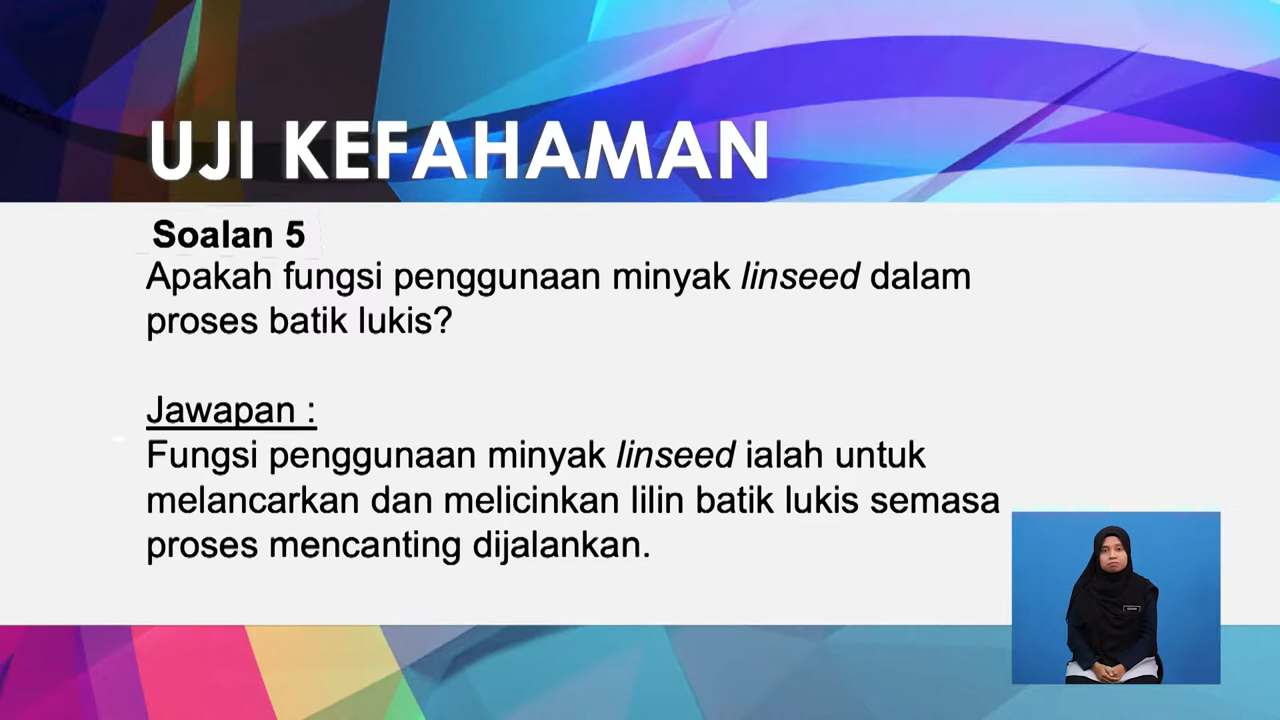 UJI KEFAHAMAN
Soalan 5
Apakah fungsi penggunaan minyak linseed dalam
proses batik lukis?
Jawapan :
Fungsi penggunaan minyak linseed ialah untuk
melancarkan dan melicinkan lilin batik lukis semasa
proses mencanting dijalankan.